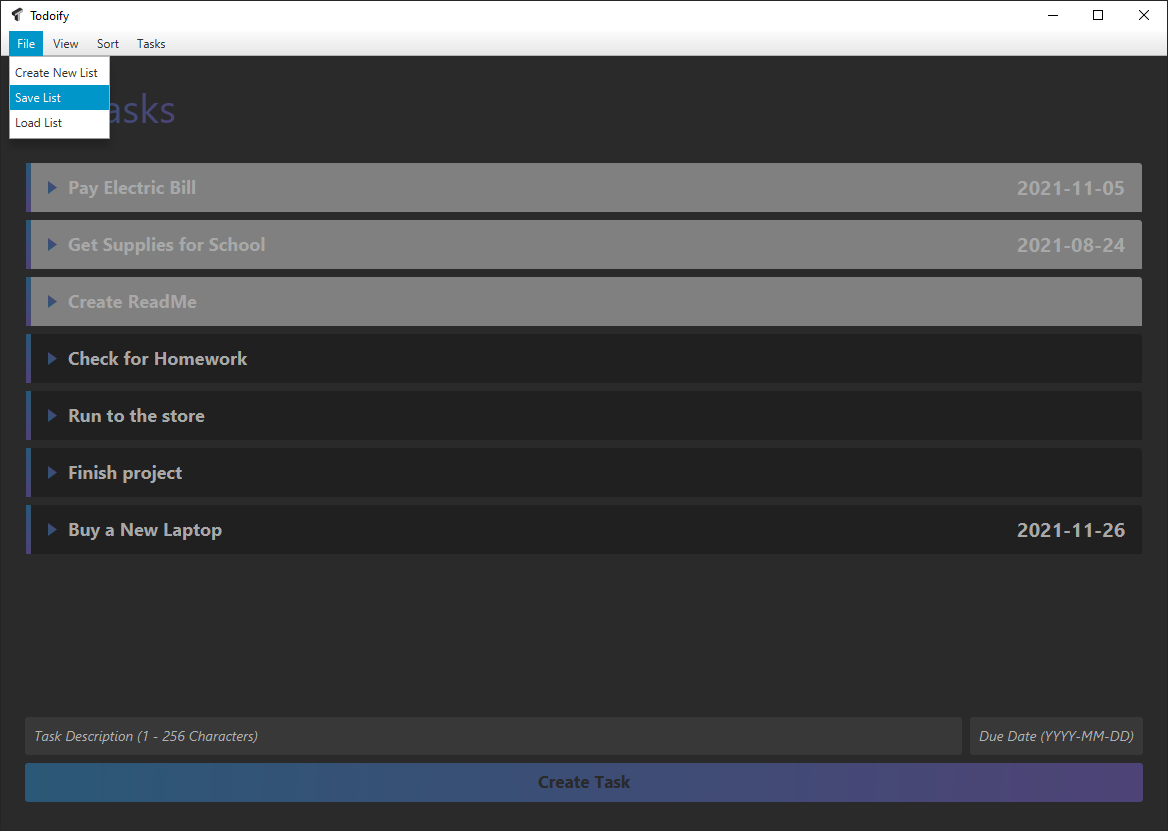 Todoify
File View Sort Tasks
Create New List
Save List
Load List
asks
Pay Electric Bill 2021-11-05
Get Supplies for School 2021-08-24
Create ReadMe
Check for Homework
Run to the store
Finish project
Buy a New Laptop 2021-11-26
Task Description (1 - 256 Characters) Due Date (YYYY-MM-DD)
Create Task